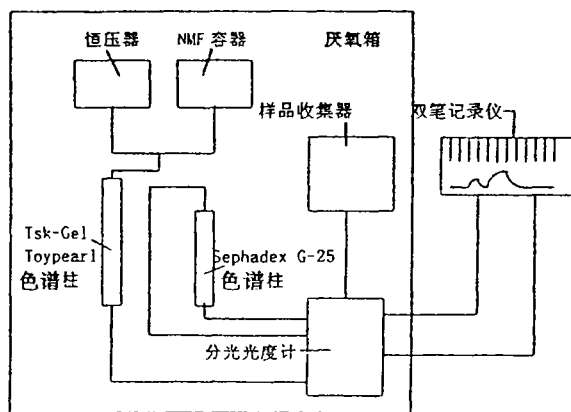 恒压器
NMF 容器
厌氧箱
样品收集器
双笔记录仪
Tsk-Gel
Toypearl
色谱柱
Sephadex G-25
色谱柱
分光光度计